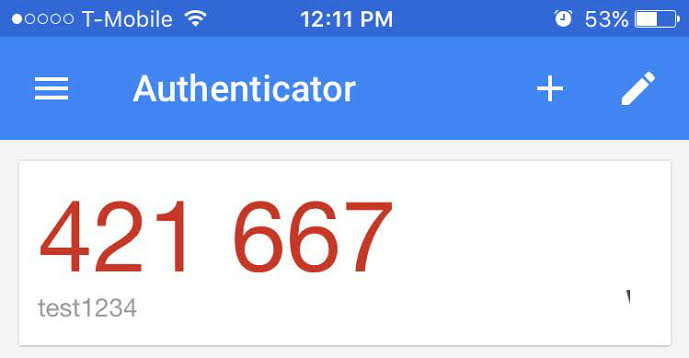 T-Mobile 12:11 PM 53%
Authenticator
421 667
test1234